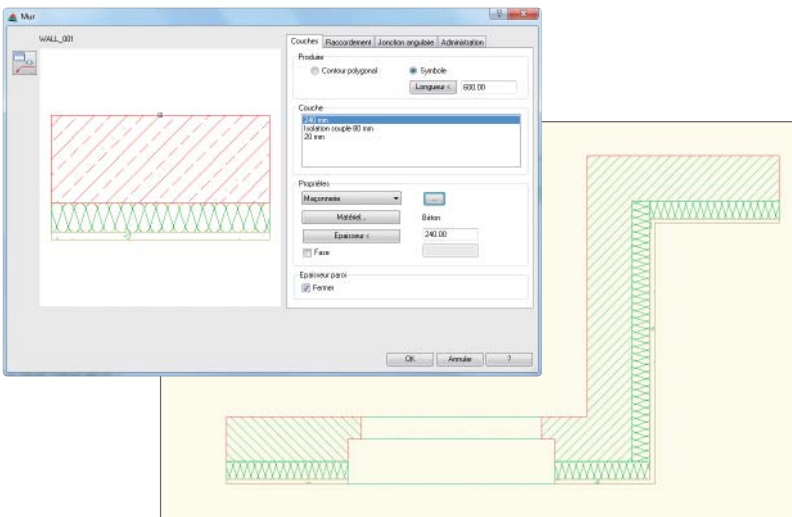 Mur
WALL_001
Couches Raccordement Jonction angulaire Administration
Produire
Contour polygonal Symbole
Longueur < 600.00
Couche
240 mm
Isolation souple 80 mm
20 mm
Propriétés
Maçonnerie ...
Matériel... Béton
Epaisseur < 240.00
Fase
Epaisseur paroi
Fermer
OK Annuler ?